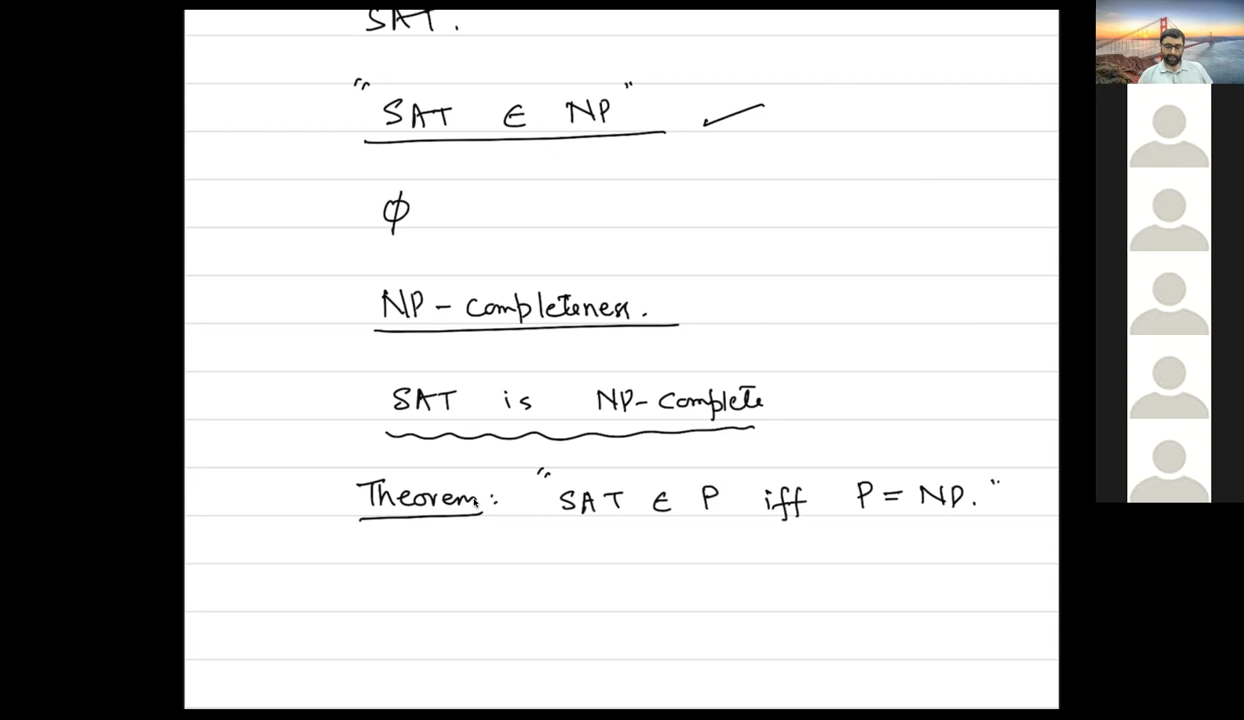 SAT.
"SAT ∈ NP"
ϕ
NP-completeness.
SAT is NP-complete
Theorem: "SAT ∈ P iff P = NP."